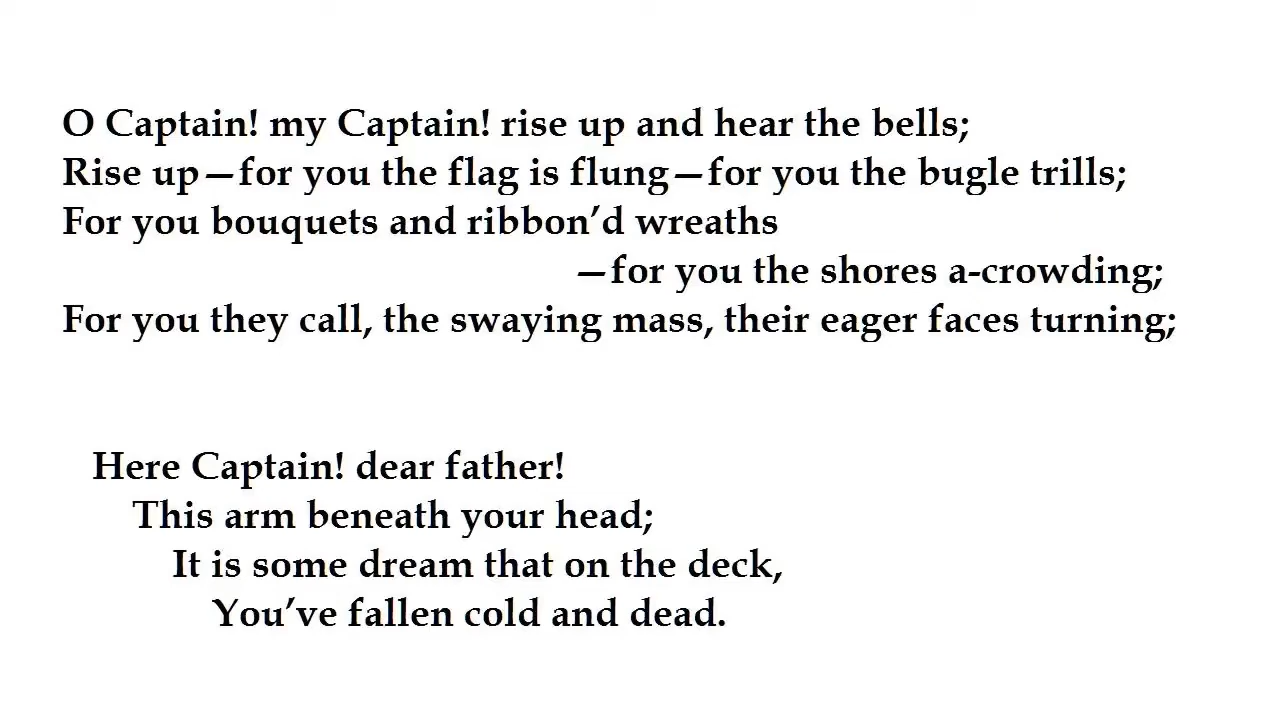 O Captain! my Captain! rise up and hear the bells;
Rise up—for you the flag is flung—for you the bugle trills;
For you bouquets and ribbon’d wreaths
—for you the shores a-crowding;
For you they call, the swaying mass, their eager faces turning;
Here Captain! dear father!
This arm beneath your head;
It is some dream that on the deck,
You’ve fallen cold and dead.